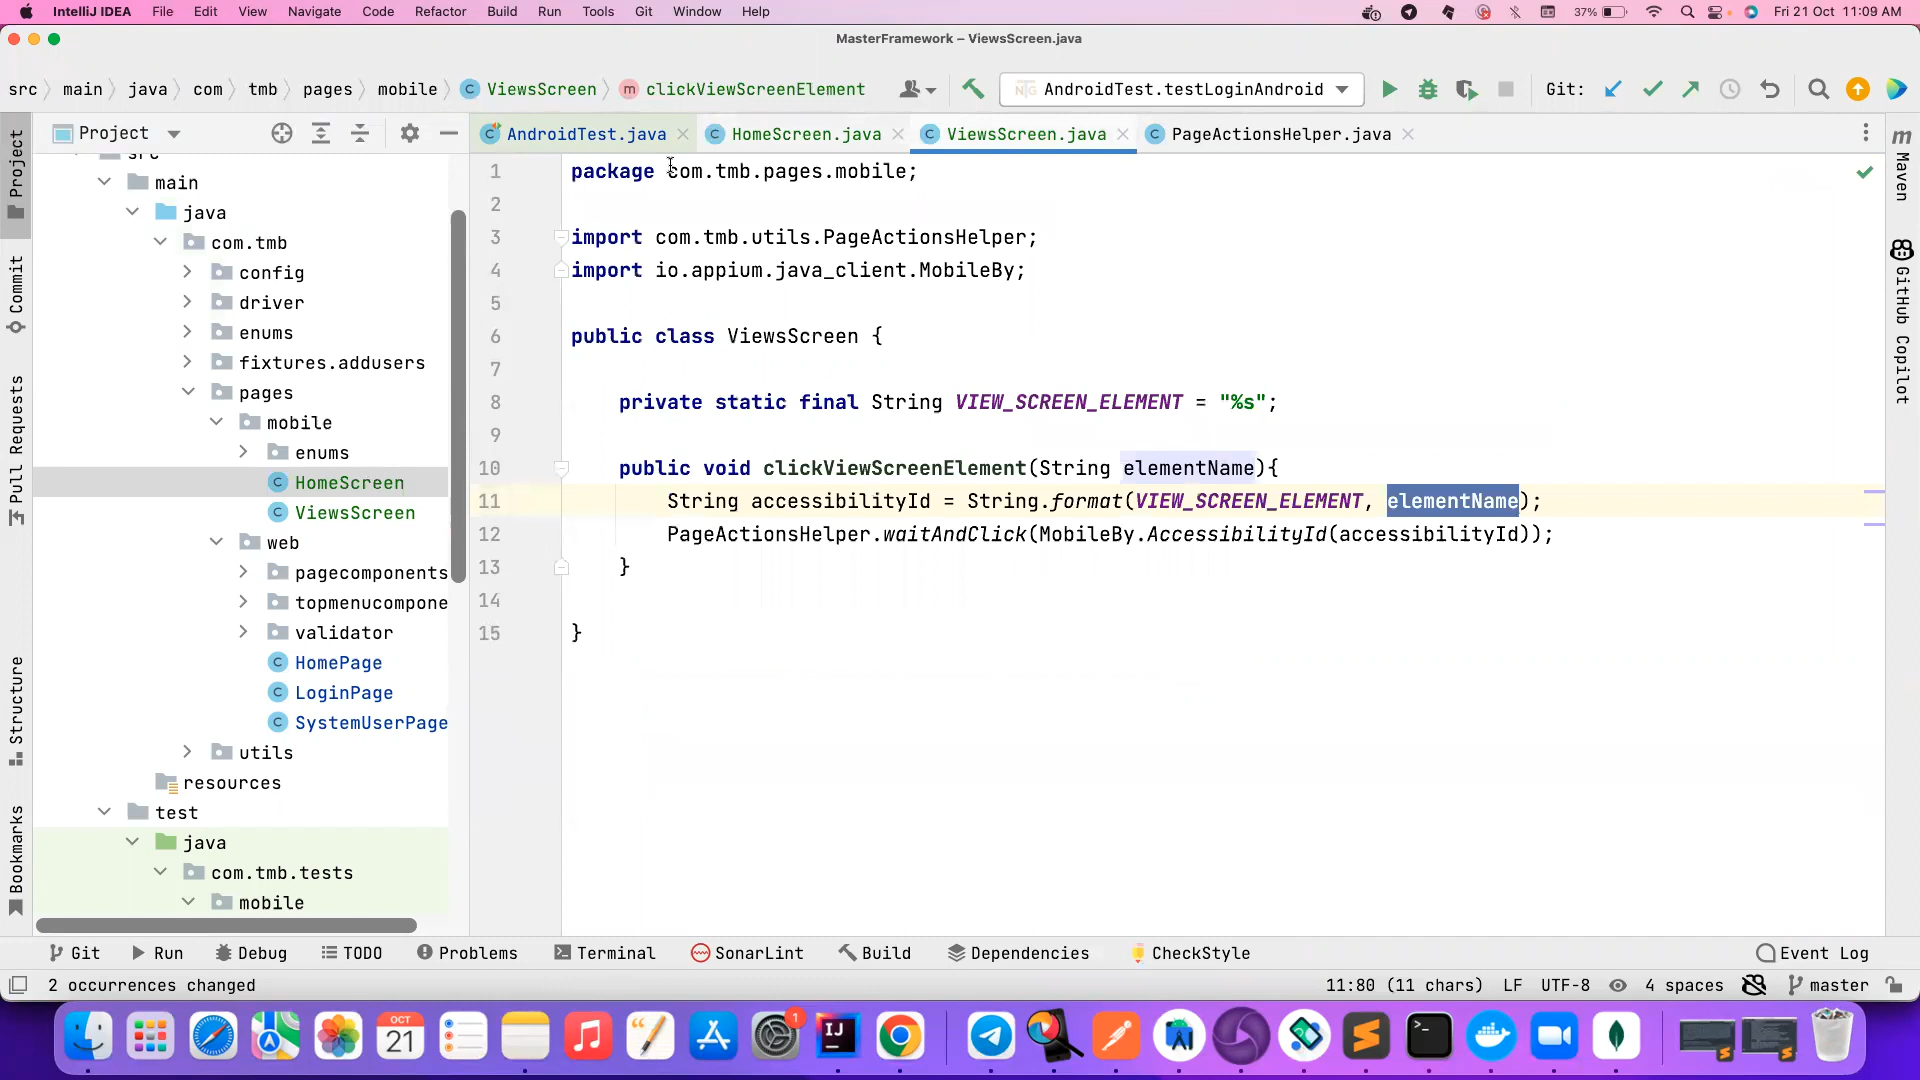 IntelliJ IDEA File Edit View Navigate Code Refactor Build Run Tools Git Window Help 37% Fri 21 Oct 11:09 AM
MasterFramework – ViewsScreen.java
src main java com tmb pages mobile ViewsScreen clickViewScreenElement AndroidTest.testLoginAndroid Git:
Project
AndroidTest.java HomeScreen.java ViewsScreen.java PageActionsHelper.java
src
main
java
com.tmb
config
driver
enums
fixtures.addusers
pages
mobile
enums
HomeScreen
ViewsScreen
web
pagecomponents
topmenucompone
validator
HomePage
LoginPage
SystemUserPage
utils
resources
test
java
com.tmb.tests
mobile
1 package com.tmb.pages.mobile;
2
3 import com.tmb.utils.PageActionsHelper;
4 import io.appium.java_client.MobileBy;
5
6 public class ViewsScreen {
7
8 private static final String VIEW_SCREEN_ELEMENT = "%s";
9
10 public void clickViewScreenElement(String elementName){
11 String accessibilityId = String.format(VIEW_SCREEN_ELEMENT, elementName);
12 PageActionsHelper.waitAndClick(MobileBy.AccessibilityId(accessibilityId));
13 }
14
15 }
Project
Commit
Pull Requests
Structure
Bookmarks
m
Maven
GitHub Copilot
Git Run Debug TODO Problems Terminal SonarLint Build Dependencies CheckStyle Event Log
2 occurrences changed 11:80 (11 chars) LF UTF-8 4 spaces master
OCT
21
1
IJ